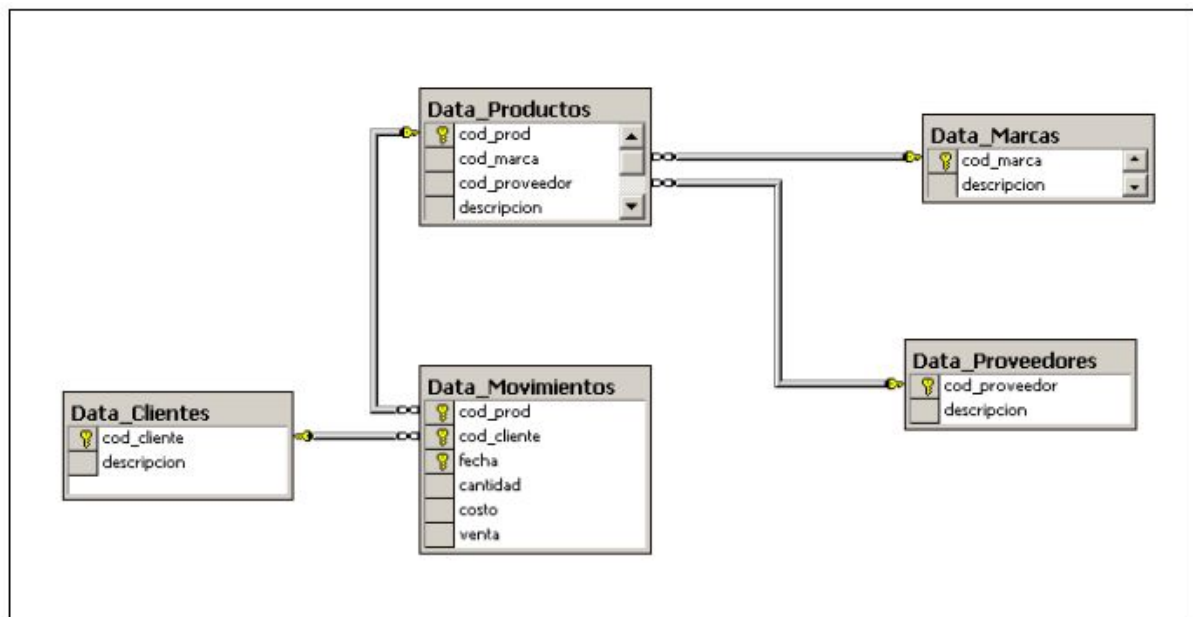 Data_Productos
cod_prod
cod_marca
cod_proveedor
descripcion
Data_Marcas
cod_marca
descripcion
Data_Proveedores
cod_proveedor
descripcion
Data_Clientes
cod_cliente
descripcion
Data_Movimientos
cod_prod
cod_cliente
fecha
cantidad
costo
venta